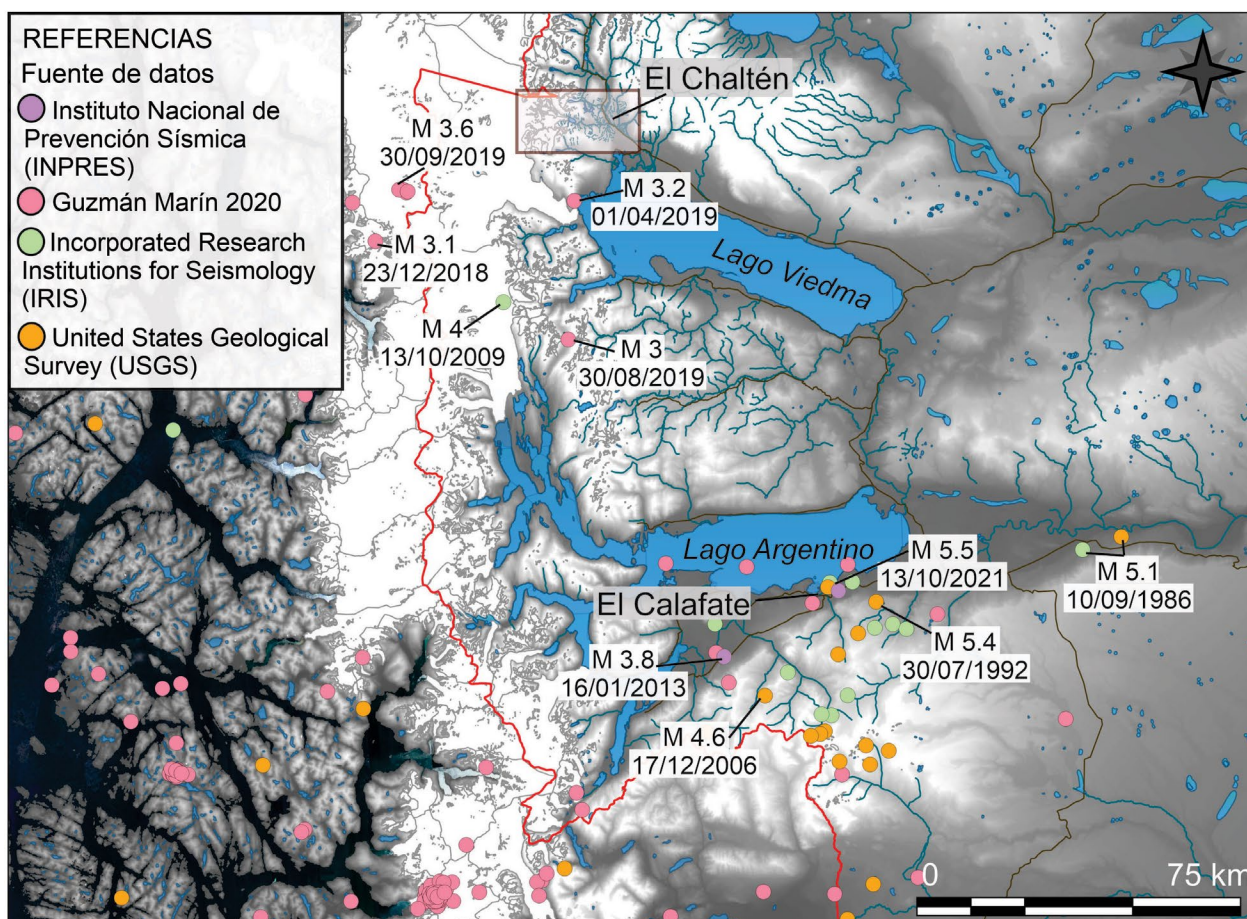 REFERENCIAS
Fuente de datos
Instituto Nacional de
Prevención Sísmica
(INPRES)
Guzmán Marín 2020
Incorporated Research
Institutions for Seismology
(IRIS)
United States Geological
Survey (USGS)
El Chaltén
M 3.6
30/09/2019
M 3.2
01/04/2019
M 3.1
23/12/2018
Lago Viedma
M 4
13/10/2009
M 3
30/08/2019
Lago Argentino
M 5.5
13/10/2021
M 5.1
10/09/1986
El Calafate
M 5.4
30/07/1992
M 3.8
16/01/2013
M 4.6
17/12/2006
0 75 km